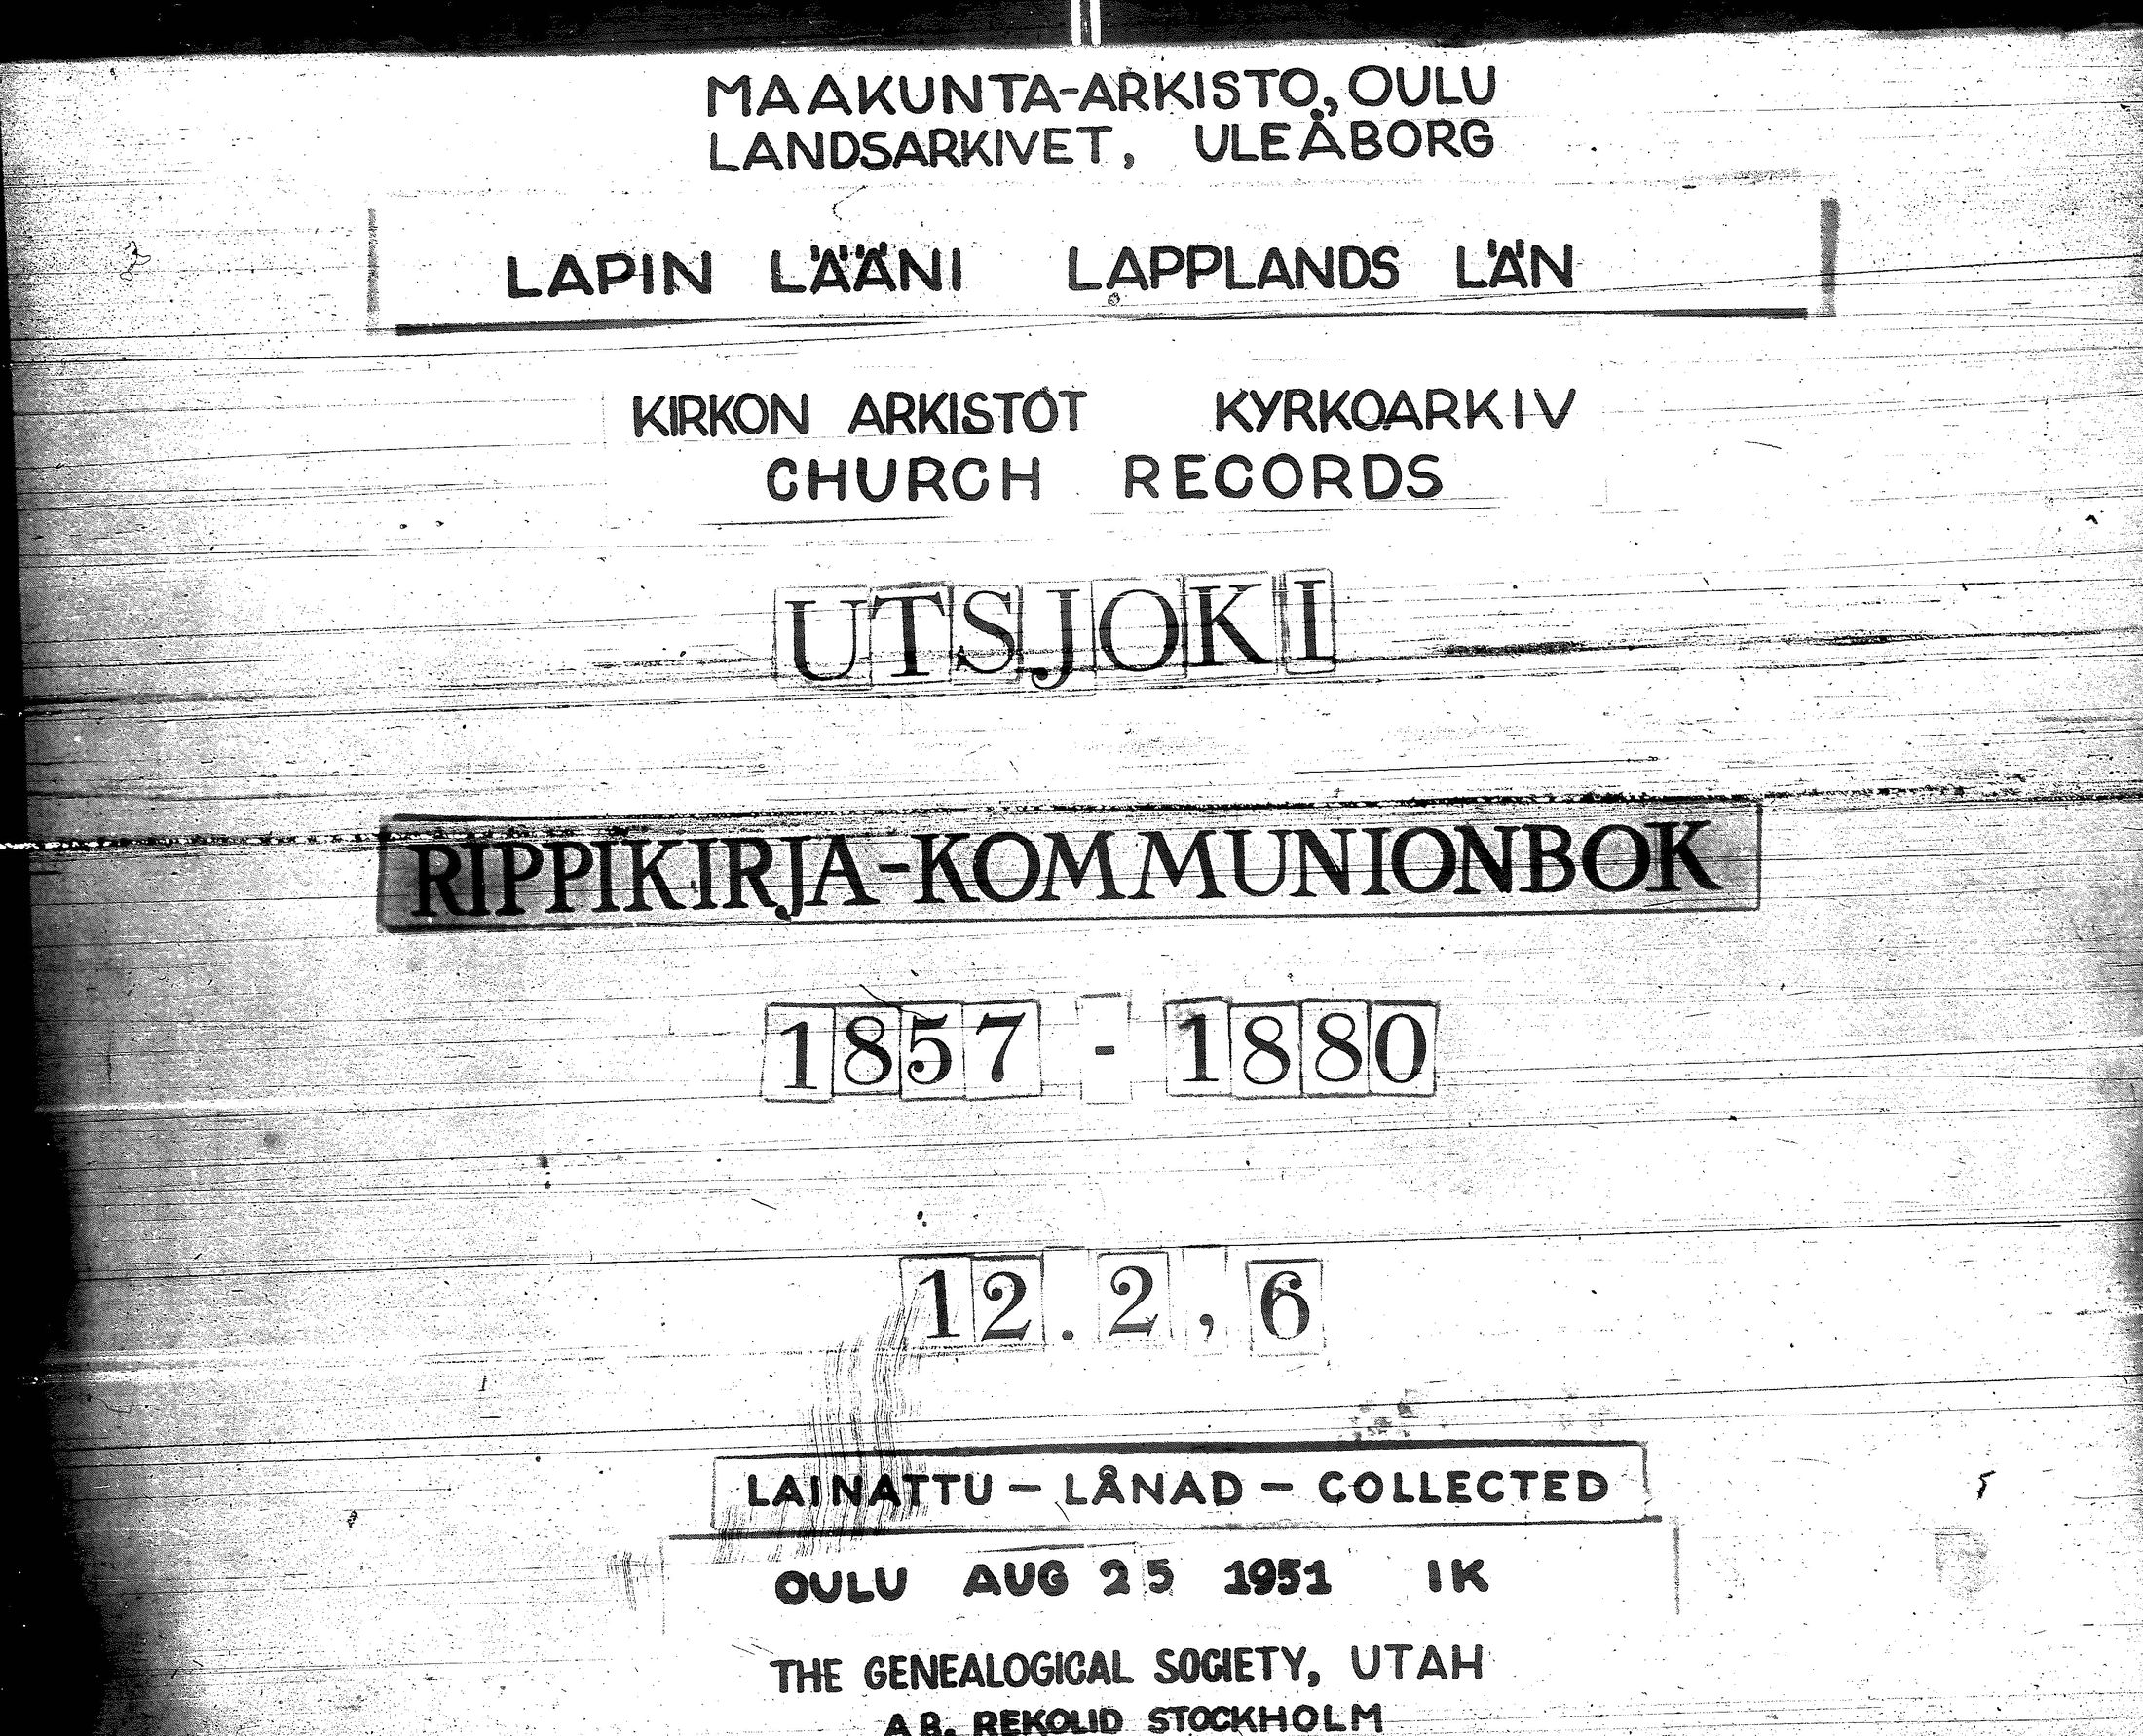 MAAKUNTA-ARKISTO, OULU
LANDSARKIVET, ULEÅBORG
LAPIN LÄÄNI LAPPLANDS LÄN
KIRKON ARKISTOT KYRKOARKIV
CHURCH RECORDS
UTSJOKI
RIPPIKIRJA-KOMMUNIONBOK
1857 - 1880
12.2,6
LAINATTU - LÅNAD - COLLECTED
OULU AUG 25 1951 IK
THE GENEALOGICAL SOCIETY, UTAH
AB. REKOLID STOCKHOLM